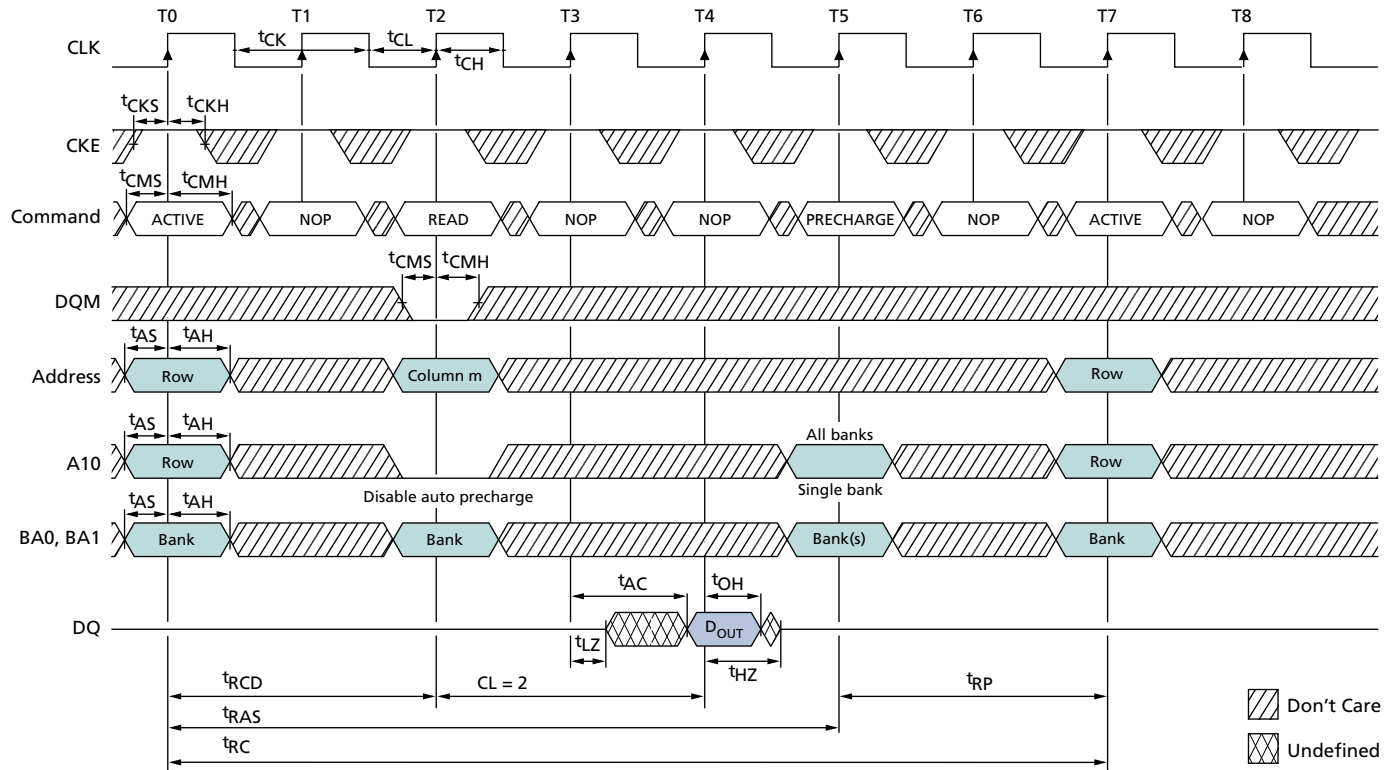 T0 T1 T2 T3 T4 T5 T6 T7 T8
CLK
tCK tCL
tCH
tCKS tCKH
CKE
tCMS tCMH
Command ACTIVE NOP READ NOP NOP PRECHARGE NOP ACTIVE NOP
tCMS tCMH
DQM
tAS tAH
Address Row Column m Row
tAS tAH
All banks
A10 Row Row
Disable auto precharge Single bank
tAS tAH
BA0, BA1 Bank Bank Bank(s) Bank
tAC tOH
DQ DOUT
tLZ
tHZ
tRCD CL = 2 tRP
tRAS
tRC
Don't Care
Undefined